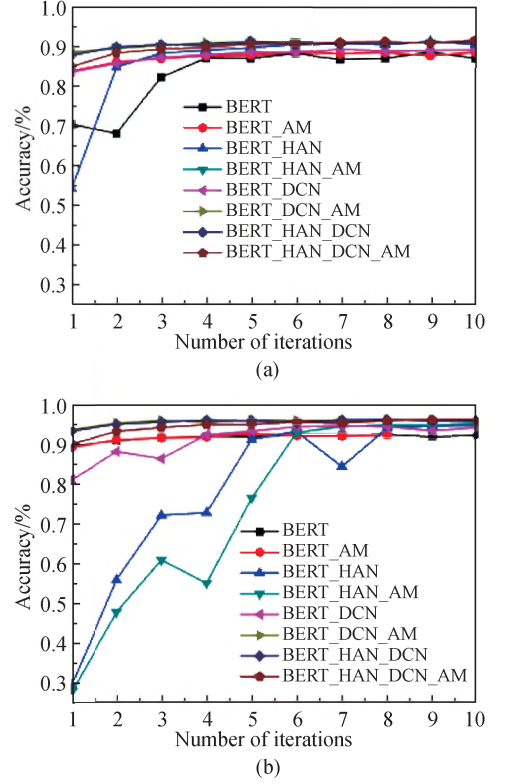 1.0
0.9
0.8
0.7
0.6
0.5
0.4
0.3
Accuracy/%
BERT
BERT_AM
BERT_HAN
BERT_HAN_AM
BERT_DCN
BERT_DCN_AM
BERT_HAN_DCN
BERT_HAN_DCN_AM
1 2 3 4 5 6 7 8 9 10
Number of iterations
(a)
1.0
0.9
0.8
0.7
0.6
0.5
0.4
0.3
Accuracy/%
BERT
BERT_AM
BERT_HAN
BERT_HAN_AM
BERT_DCN
BERT_DCN_AM
BERT_HAN_DCN
BERT_HAN_DCN_AM
1 2 3 4 5 6 7 8 9 10
Number of iterations
(b)